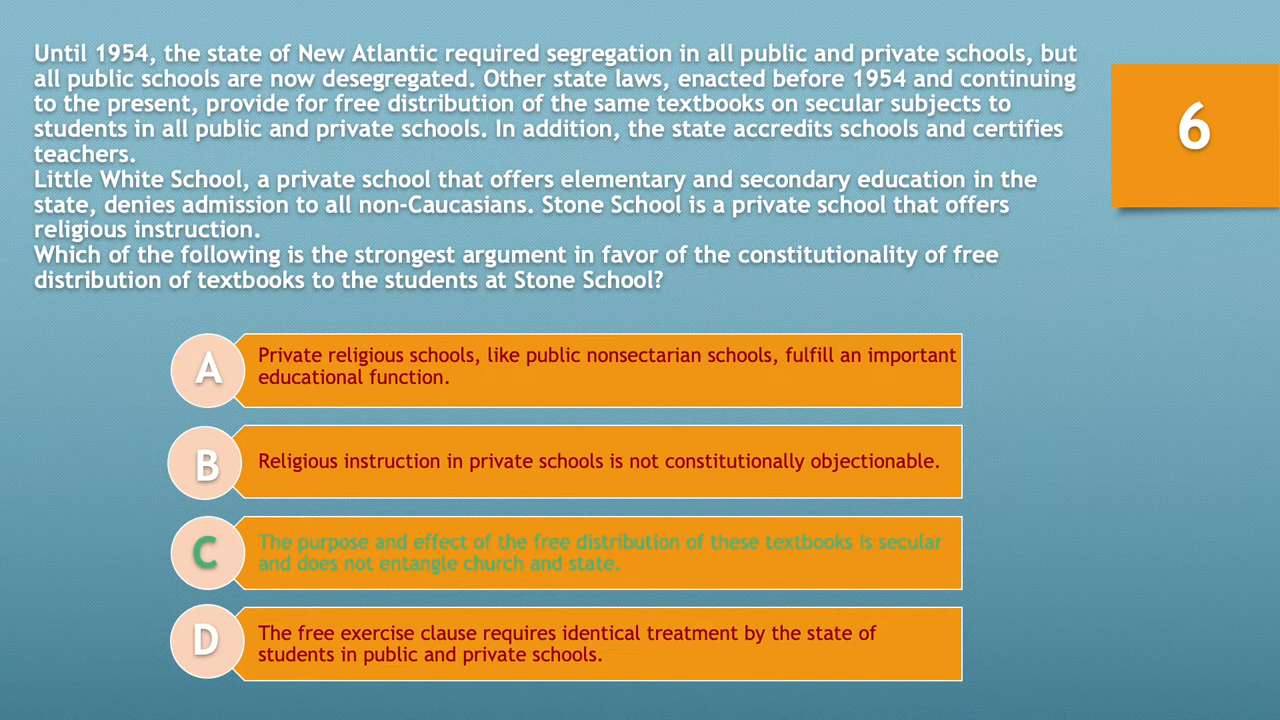 Until 1954, the state of New Atlantic required segregation in all public and private schools, but
all public schools are now desegregated. Other state laws, enacted before 1954 and continuing
to the present, provide for free distribution of the same textbooks on secular subjects to
students in all public and private schools. In addition, the state accredits schools and certifies
teachers.
Little White School, a private school that offers elementary and secondary education in the
state, denies admission to all non-Caucasians. Stone School is a private school that offers
religious instruction.
Which of the following is the strongest argument in favor of the constitutionality of free
distribution of textbooks to the students at Stone School?
6
A
Private religious schools, like public nonsectarian schools, fulfill an important
educational function.
B
Religious instruction in private schools is not constitutionally objectionable.
C
The purpose and effect of the free distribution of these textbooks is secular
and does not entangle church and state.
D
The free exercise clause requires identical treatment by the state of
students in public and private schools.